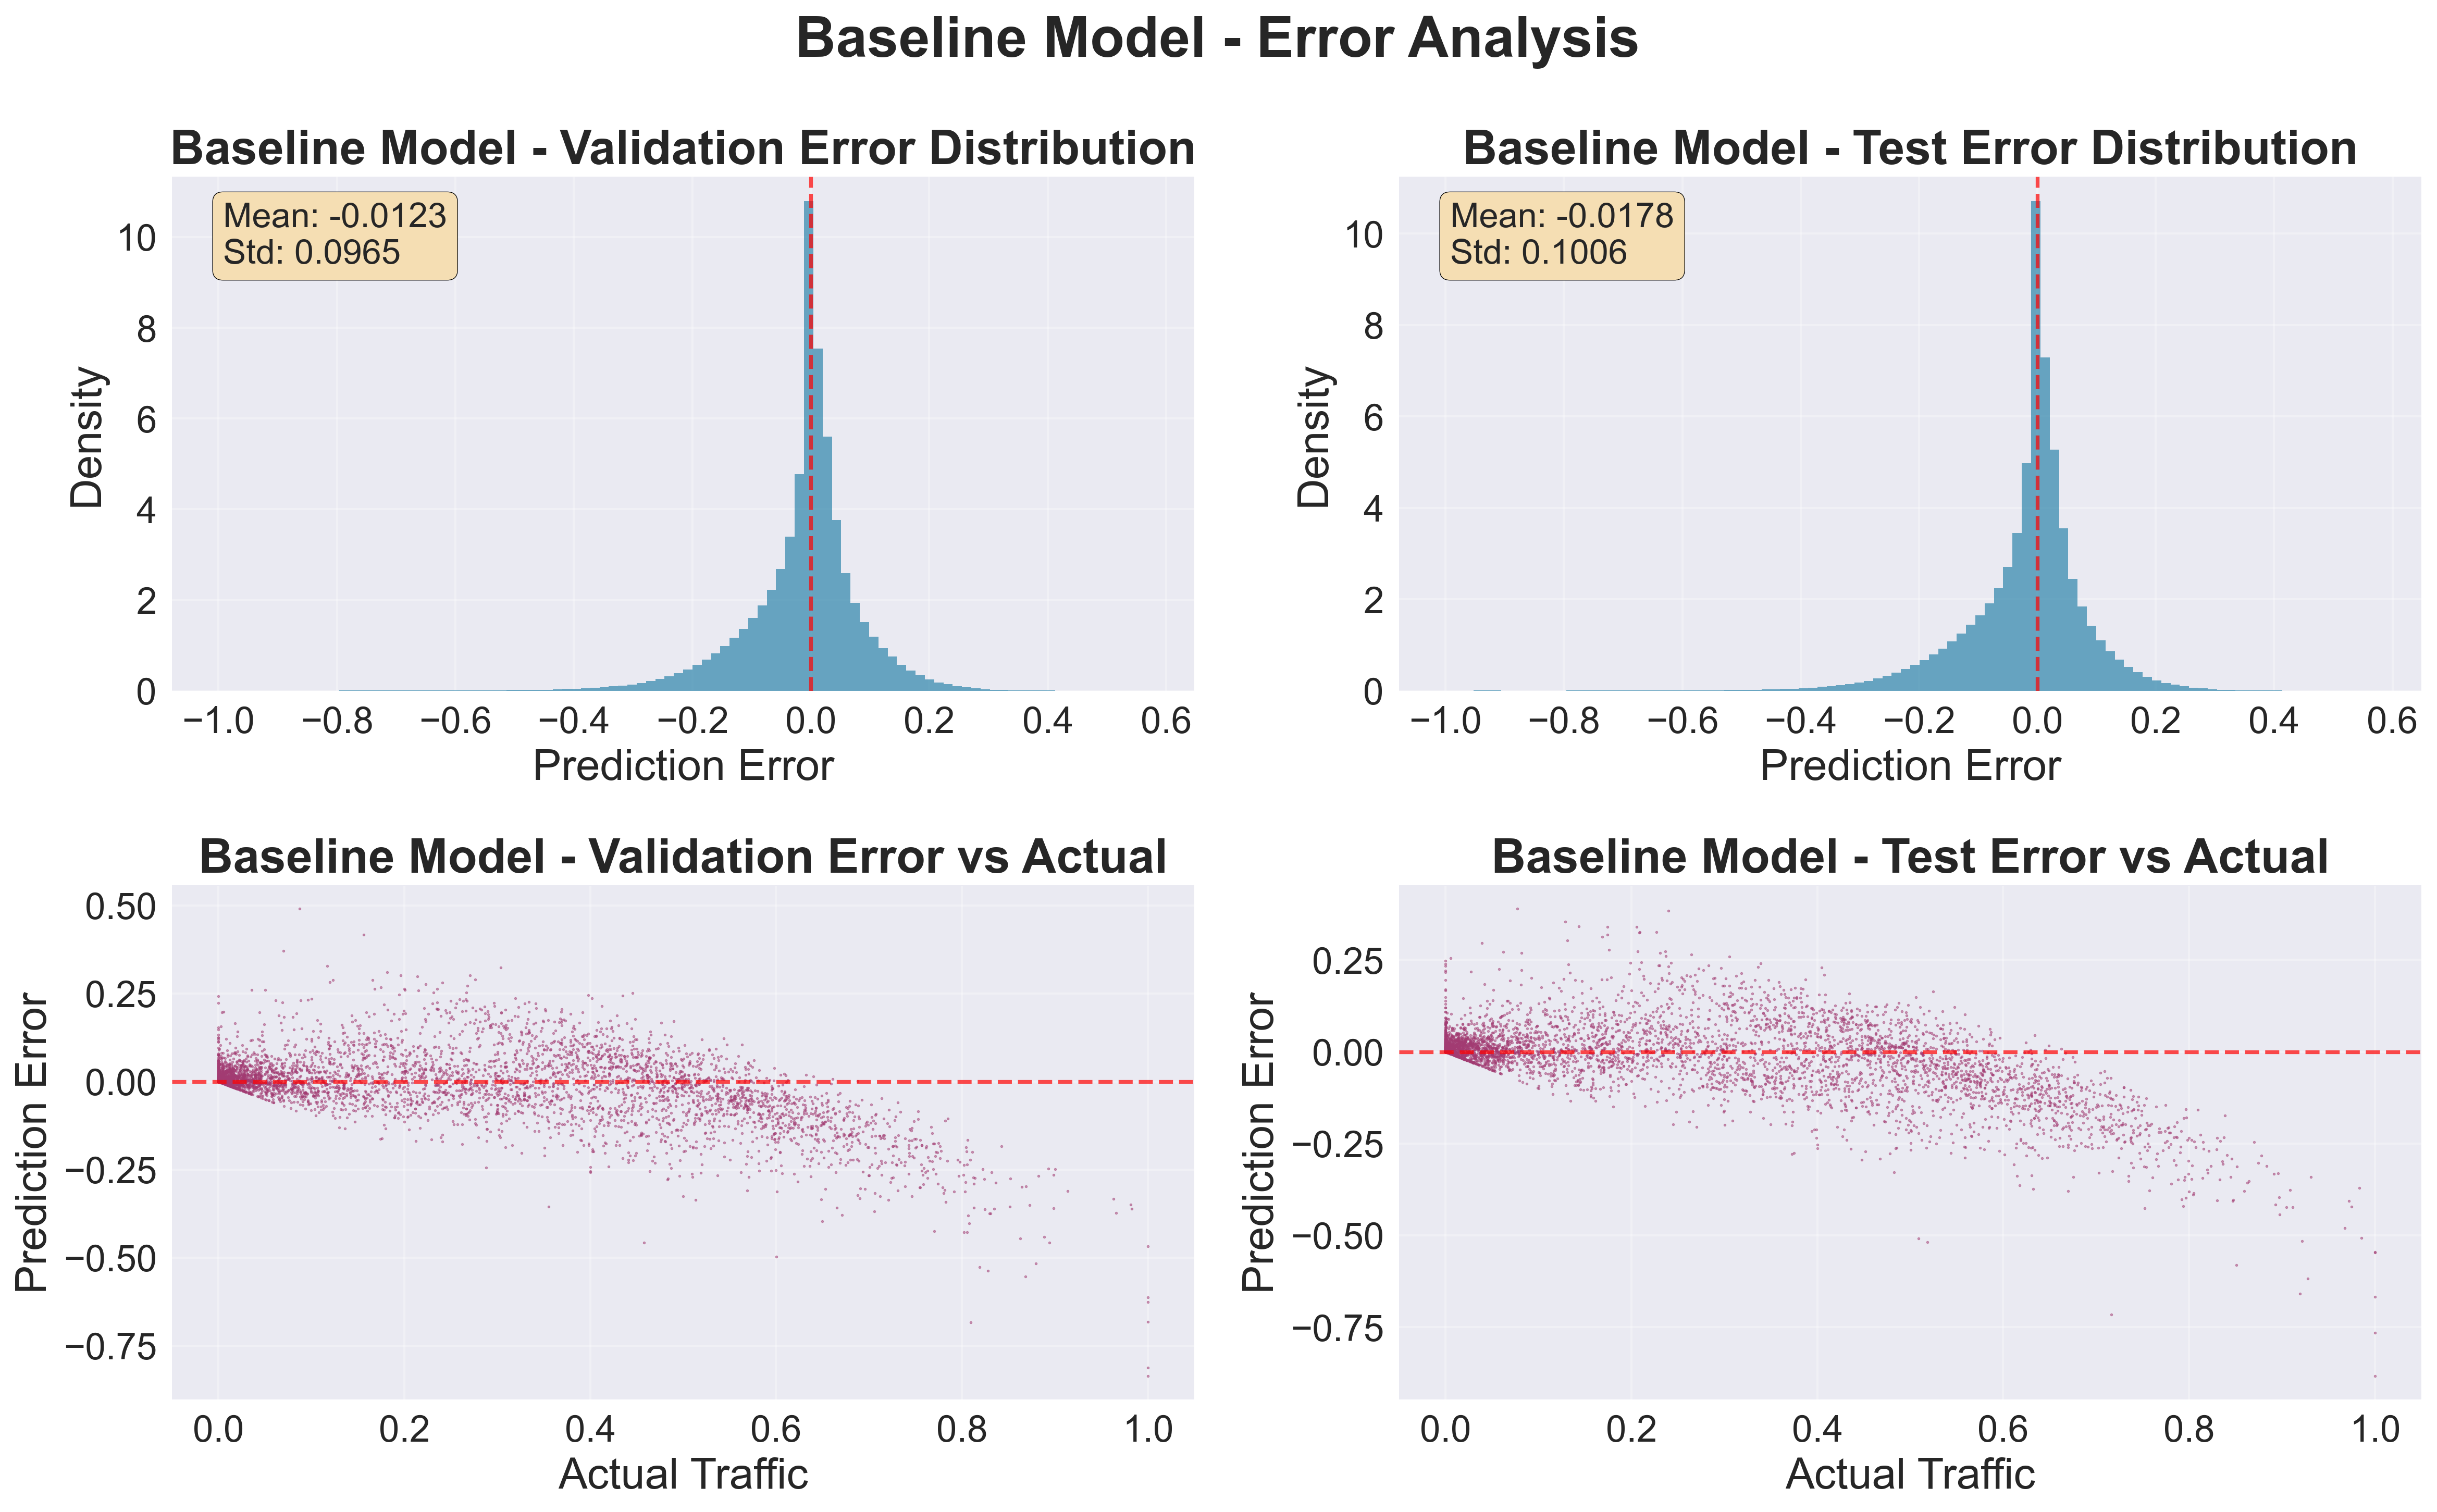 Baseline Model - Error Analysis
Baseline Model - Validation Error Distribution
Mean: -0.0123
Std: 0.0965
Density
10
8
6
4
2
0
−1.0 −0.8 −0.6 −0.4 −0.2 0.0 0.2 0.4 0.6
Prediction Error
Baseline Model - Test Error Distribution
Mean: -0.0178
Std: 0.1006
Density
10
8
6
4
2
0
−1.0 −0.8 −0.6 −0.4 −0.2 0.0 0.2 0.4 0.6
Prediction Error
Baseline Model - Validation Error vs Actual
Prediction Error
0.50
0.25
0.00
−0.25
−0.50
−0.75
0.0 0.2 0.4 0.6 0.8 1.0
Actual Traffic
Baseline Model - Test Error vs Actual
Prediction Error
0.25
0.00
−0.25
−0.50
−0.75
0.0 0.2 0.4 0.6 0.8 1.0
Actual Traffic